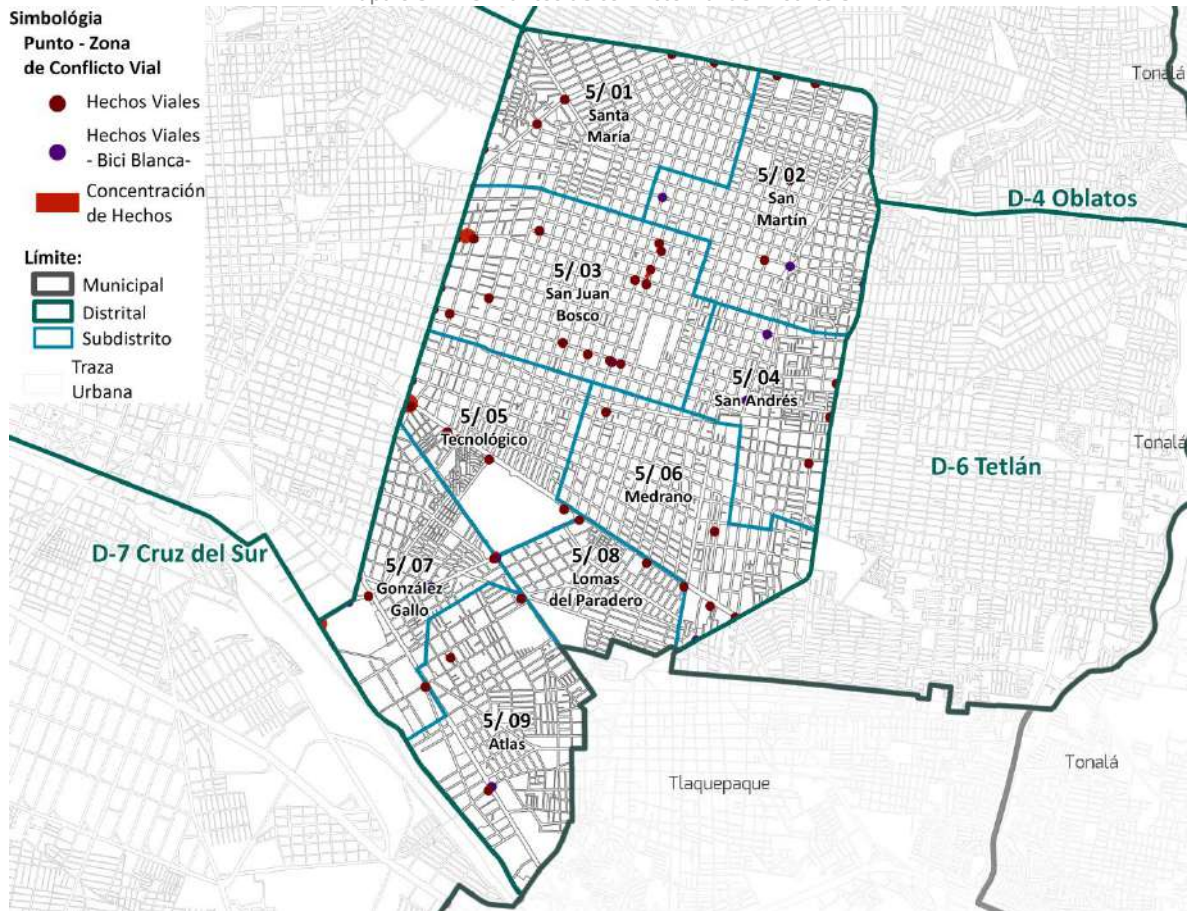 Simbológia
Punto - Zona
de Conflicto Vial
Hechos Viales
Hechos Viales
- Bici Blanca-
Concentración
de Hechos
Límite:
Municipal
Distrital
Subdistrito
Traza
Urbana
5/ 01
Santa
María
5/ 02
San
Martín
5/ 03
San Juan
Bosco
5/ 04
San Andrés
5/ 05
Tecnológico
5/ 06
Medrano
5/ 07
González
Gallo
5/ 08
Lomas
del Paradero
5/ 09
Atlas
D-4 Oblatos
D-6 Tetlán
D-7 Cruz del Sur
Tonalá
Tonalá
Tonalá
Tlaquepaque